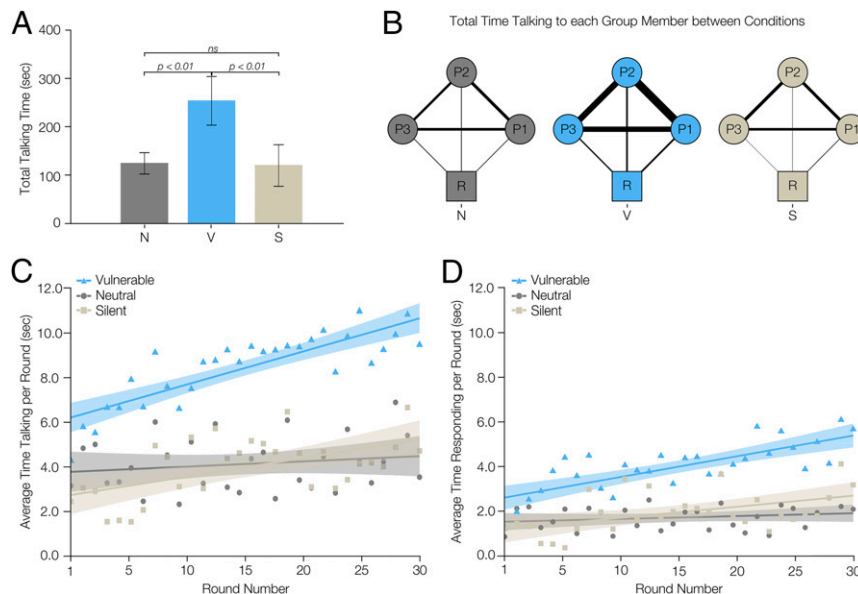 A
Total Talking Time (sec)
400
300
200
100
0
ns
p < 0.01
p < 0.01
N
V
S
B
Total Time Talking to each Group Member between Conditions
P2
P3
P1
R
N
P2
P3
P1
R
V
P2
P3
P1
R
S
C
Vulnerable
Neutral
Silent
Average Time Talking per Round (sec)
12.0
10.0
8.0
6.0
4.0
2.0
0.0
1
5
10
15
20
25
30
Round Number
D
Vulnerable
Neutral
Silent
Average Time Responding per Round (sec)
12.0
10.0
8.0
6.0
4.0
2.0
0.0
1
5
10
15
20
25
30
Round Number